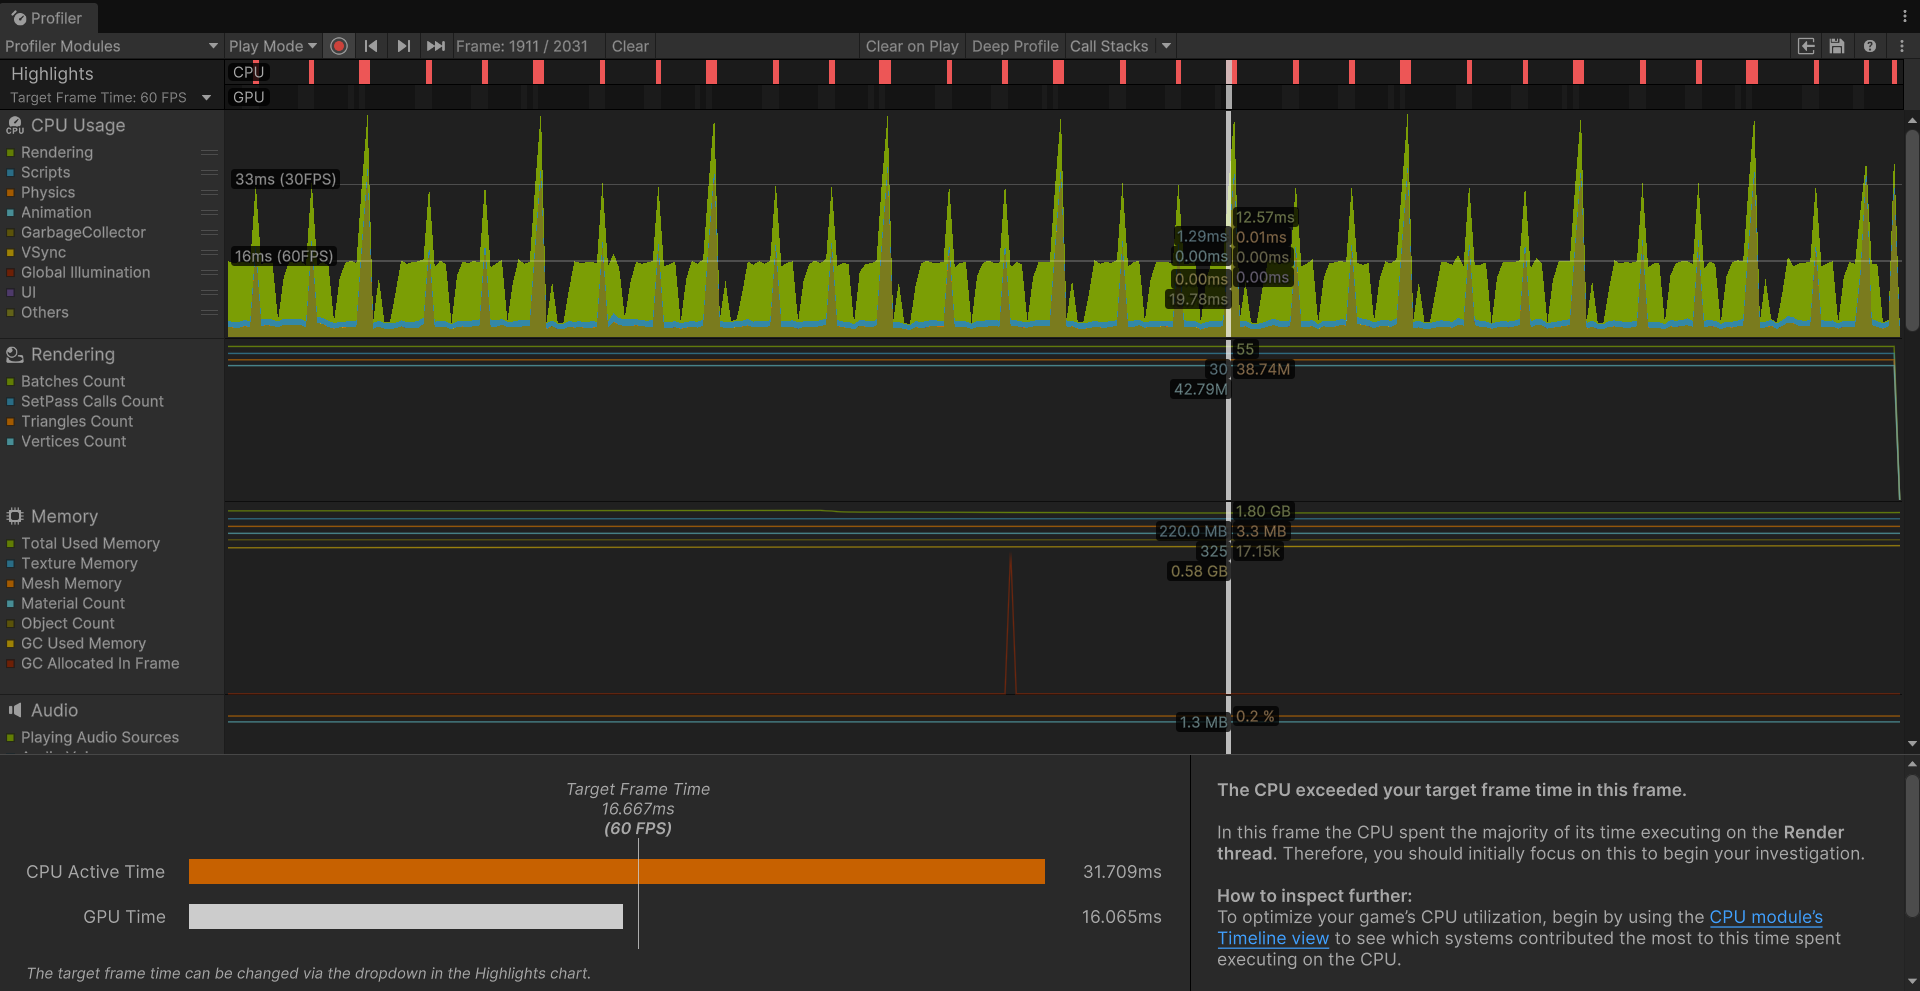 Profiler
Profiler Modules
Play Mode
Frame: 1911 / 2031
Clear
Clear on Play
Deep Profile
Call Stacks
Highlights
Target Frame Time: 60 FPS
CPU
GPU
CPU Usage
Rendering
Scripts
Physics
Animation
GarbageCollector
VSync
Global Illumination
UI
Others
33ms (30FPS)
16ms (60FPS)
12.57ms
1.29ms
0.01ms
0.00ms
0.00ms
0.00ms
0.00ms
19.78ms
Rendering
Batches Count
SetPass Calls Count
Triangles Count
Vertices Count
55
30
38.74M
42.79M
Memory
Total Used Memory
Texture Memory
Mesh Memory
Material Count
Object Count
GC Used Memory
GC Allocated In Frame
1.80 GB
220.0 MB
3.3 MB
325
17.15k
0.58 GB
Audio
Playing Audio Sources
1.3 MB
0.2 %
Target Frame Time
16.667ms
(60 FPS)
CPU Active Time
31.709ms
GPU Time
16.065ms
The target frame time can be changed via the dropdown in the Highlights chart.
The CPU exceeded your target frame time in this frame.
In this frame the CPU spent the majority of its time executing on the Render
thread. Therefore, you should initially focus on this to begin your investigation.
How to inspect further:
To optimize your game's CPU utilization, begin by using the CPU module's
Timeline view to see which systems contributed the most to this time spent
executing on the CPU.